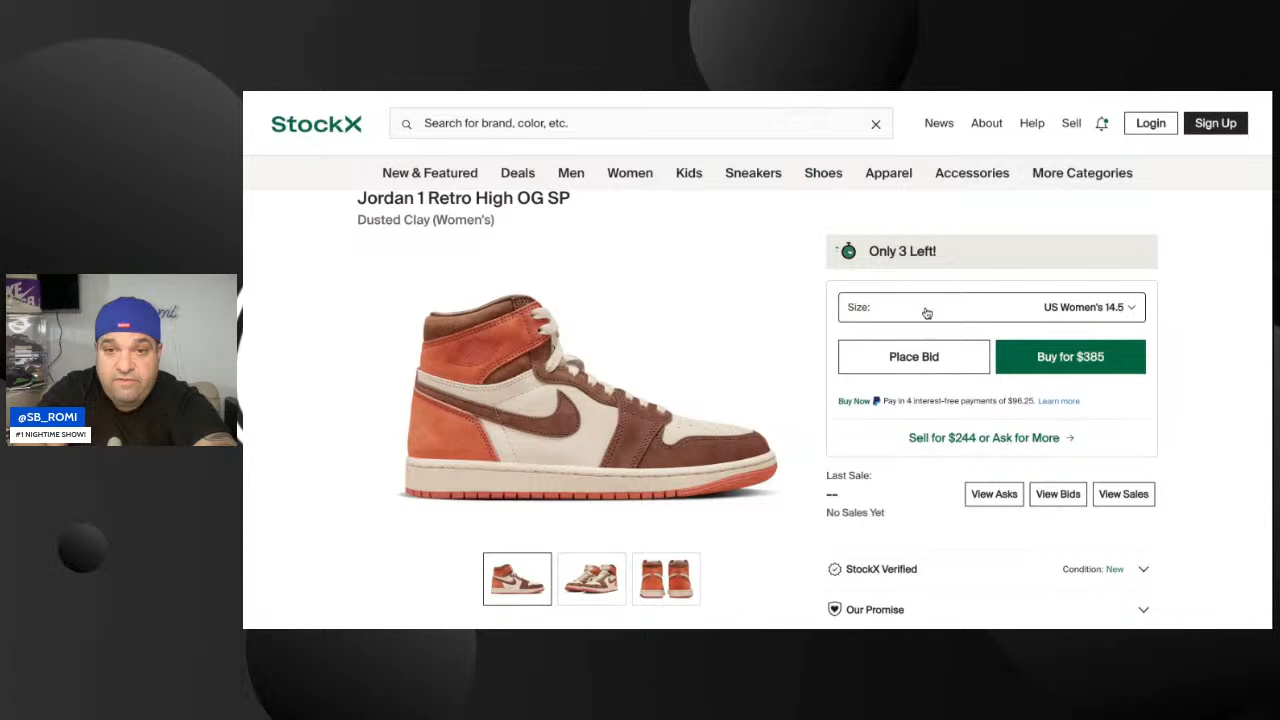 StockX
Search for brand, color, etc.
News
About
Help
Sell
Login
Sign Up
New & Featured
Deals
Men
Women
Kids
Sneakers
Shoes
Apparel
Accessories
More Categories
Jordan 1 Retro High OG SP
Dusted Clay (Women's)
Only 3 Left!
Size:
US Women's 14.5
Place Bid
Buy for $385
Buy Now Pay in 4 interest-free payments of $96.25. Learn more
Sell for $244 or Ask for More
Last Sale:
--
No Sales Yet
View Asks
View Bids
View Sales
StockX Verified
Condition: New
Our Promise
NIKE
@SB_ROMI
#1 NIGHTIME SHOW!